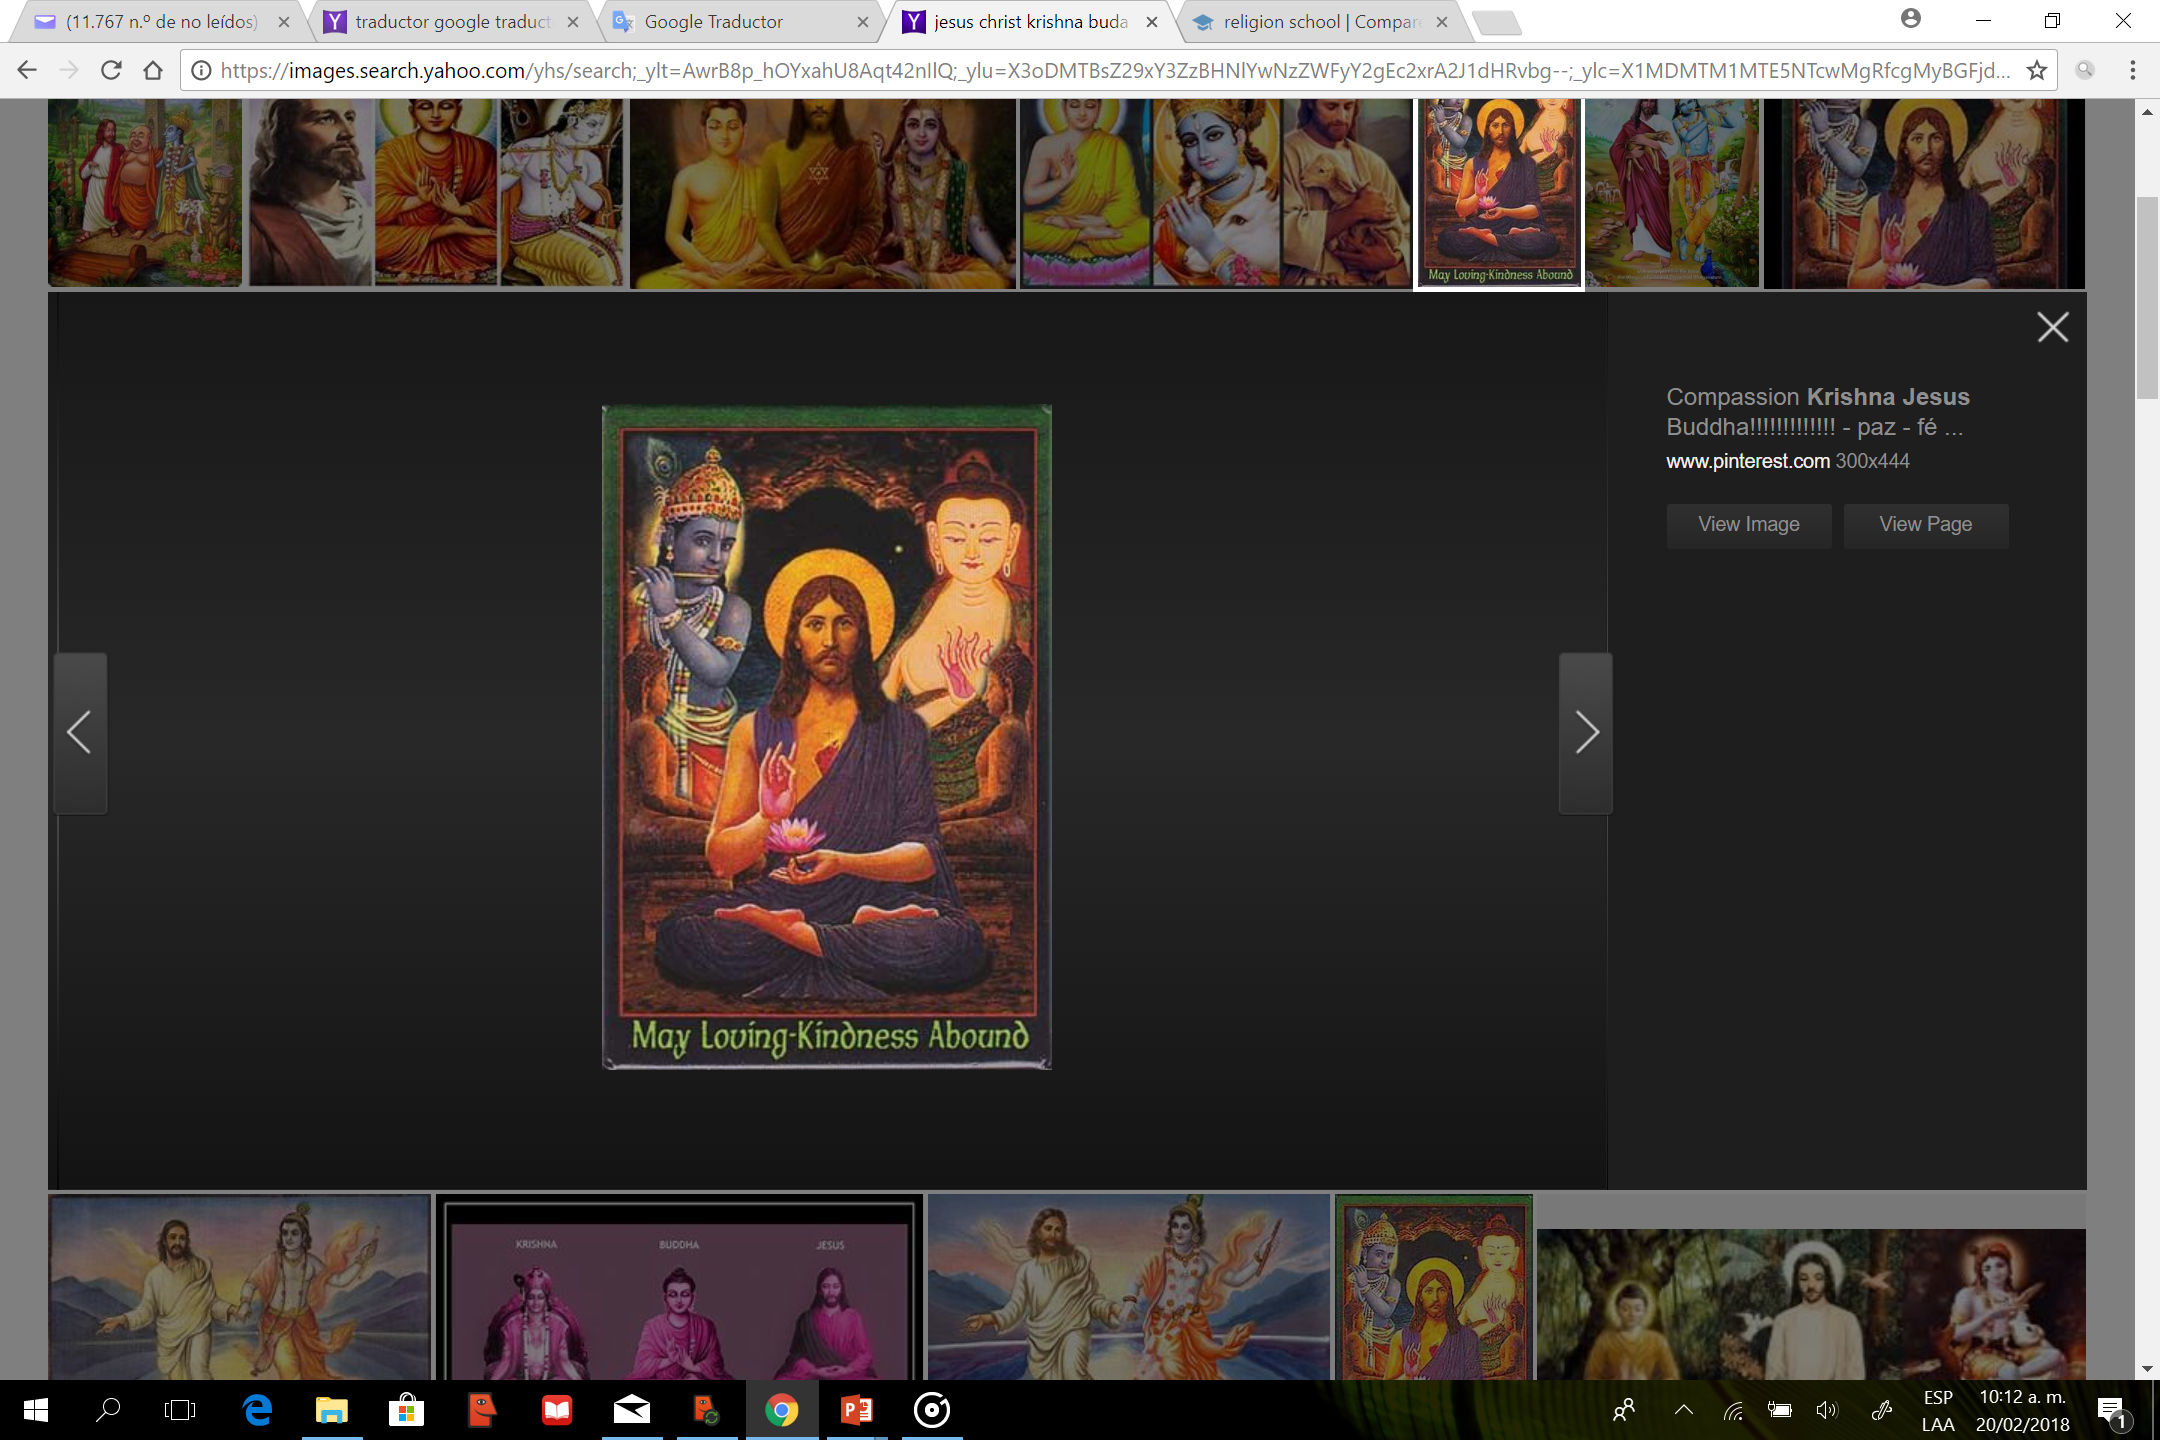 (11.767 n.º de no leídos)
traductor google traduct
Google Traductor
jesus christ krishna buda
religion school | Compar
https://images.search.yahoo.com/yhs/search;_ylt=AwrB8p_hOYxahU8Aqt42nIlQ;_ylu=X3oDMTBsZ29xY3ZzBHNlYwNzZWFyY2gEc2xrA2J1dHRvbg--;_ylc=X1MDMTM1MTE5NTcwMgRfcgMyBGFjd...
May Loving-Kindness Abound
Compassion Krishna Jesus
Buddha!!!!!!!!!!!!! - paz - fé ...
www.pinterest.com 300x444
View Image
View Page
May Loving-Kindness Abound
KRISHNA
BUDDHA
JESUS
ESP
LAA
10:12 a. m.
20/02/2018
1